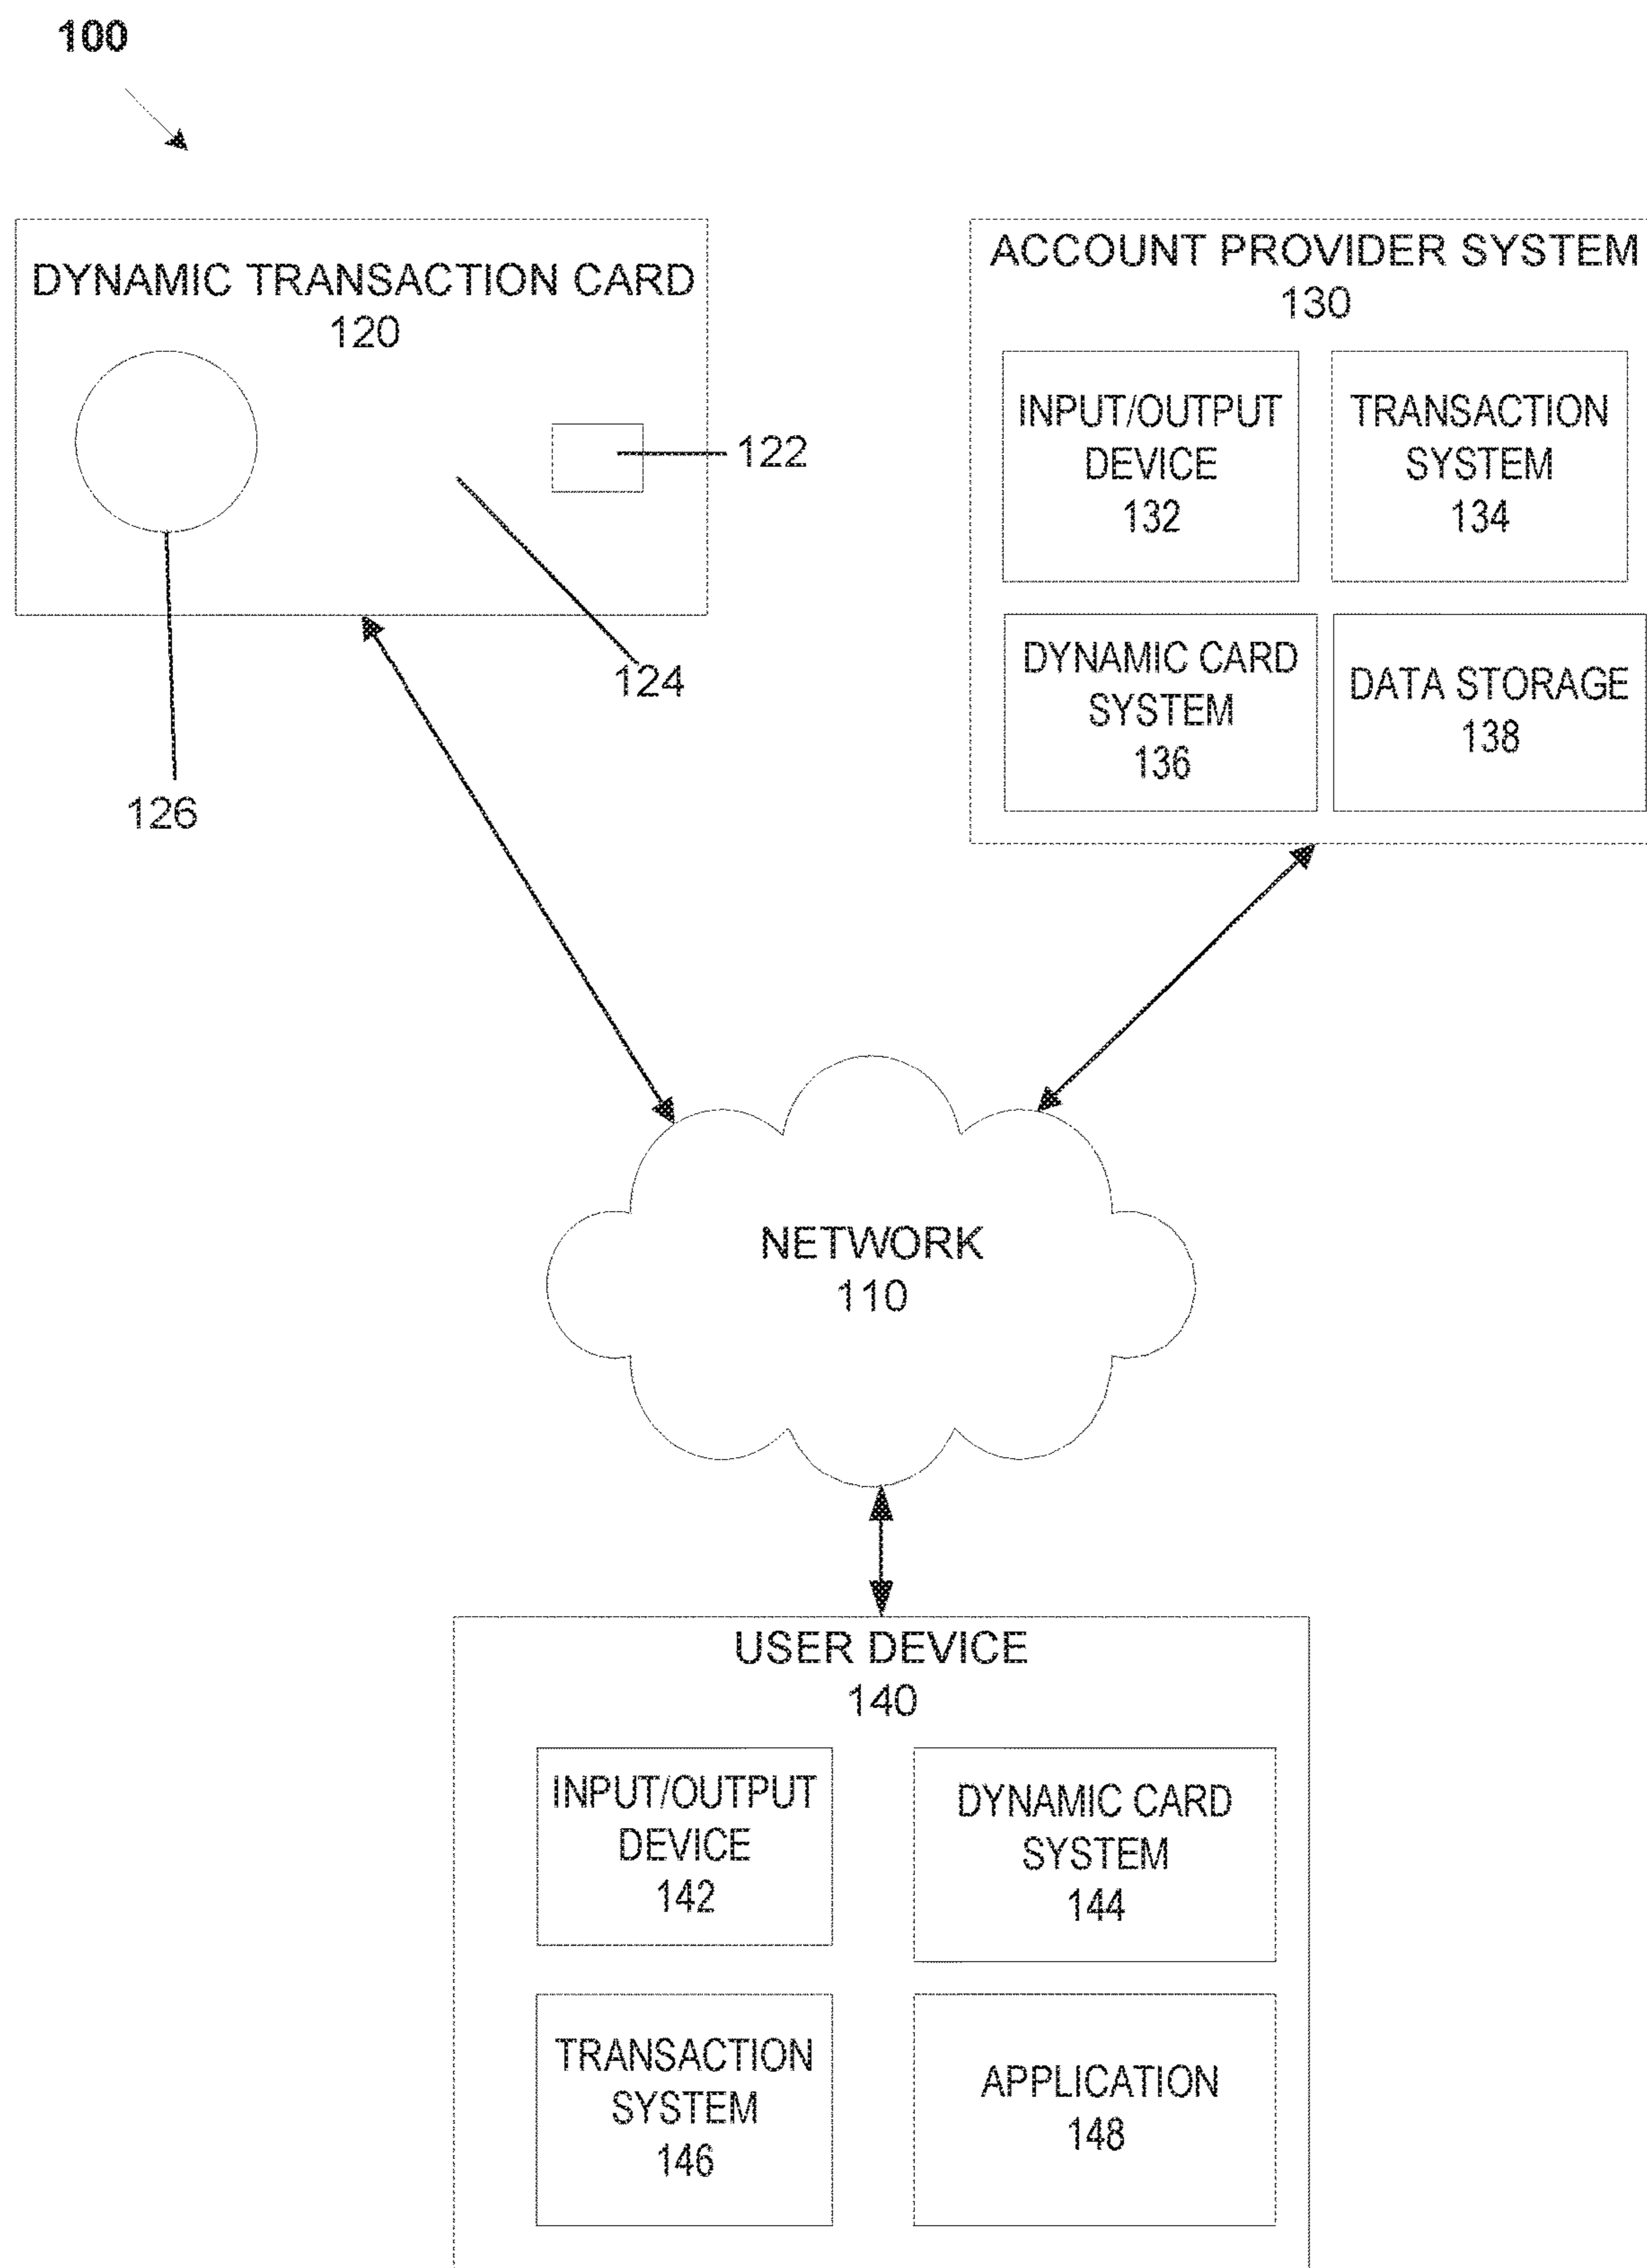 100
DYNAMIC TRANSACTION CARD
120
122
124
126
ACCOUNT PROVIDER SYSTEM
130
INPUT/OUTPUT
DEVICE
132
TRANSACTION
SYSTEM
134
DYNAMIC CARD
SYSTEM
136
DATA STORAGE
138
NETWORK
110
USER DEVICE
140
INPUT/OUTPUT
DEVICE
142
DYNAMIC CARD
SYSTEM
144
TRANSACTION
SYSTEM
146
APPLICATION
148